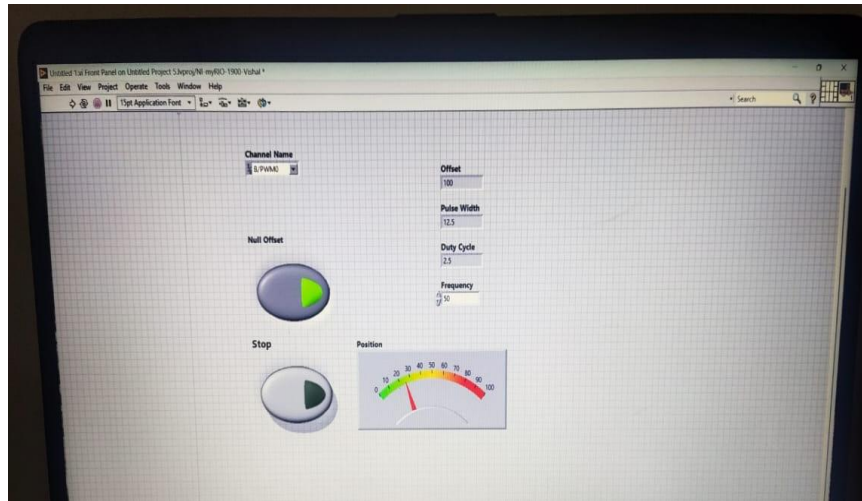 Untitled 1.vi Front Panel on Untitled Project 5.lvproj/NI-myRIO-1900-Vishal *
File Edit View Project Operate Tools Window Help
15pt Application Font
Search
?
Channel Name
B/PWM0
Offset
100
Pulse Width
12.5
Null Offset
Duty Cycle
2.5
Frequency
50
Stop
Position
0 10 20 30 40 50 60 70 80 90 100